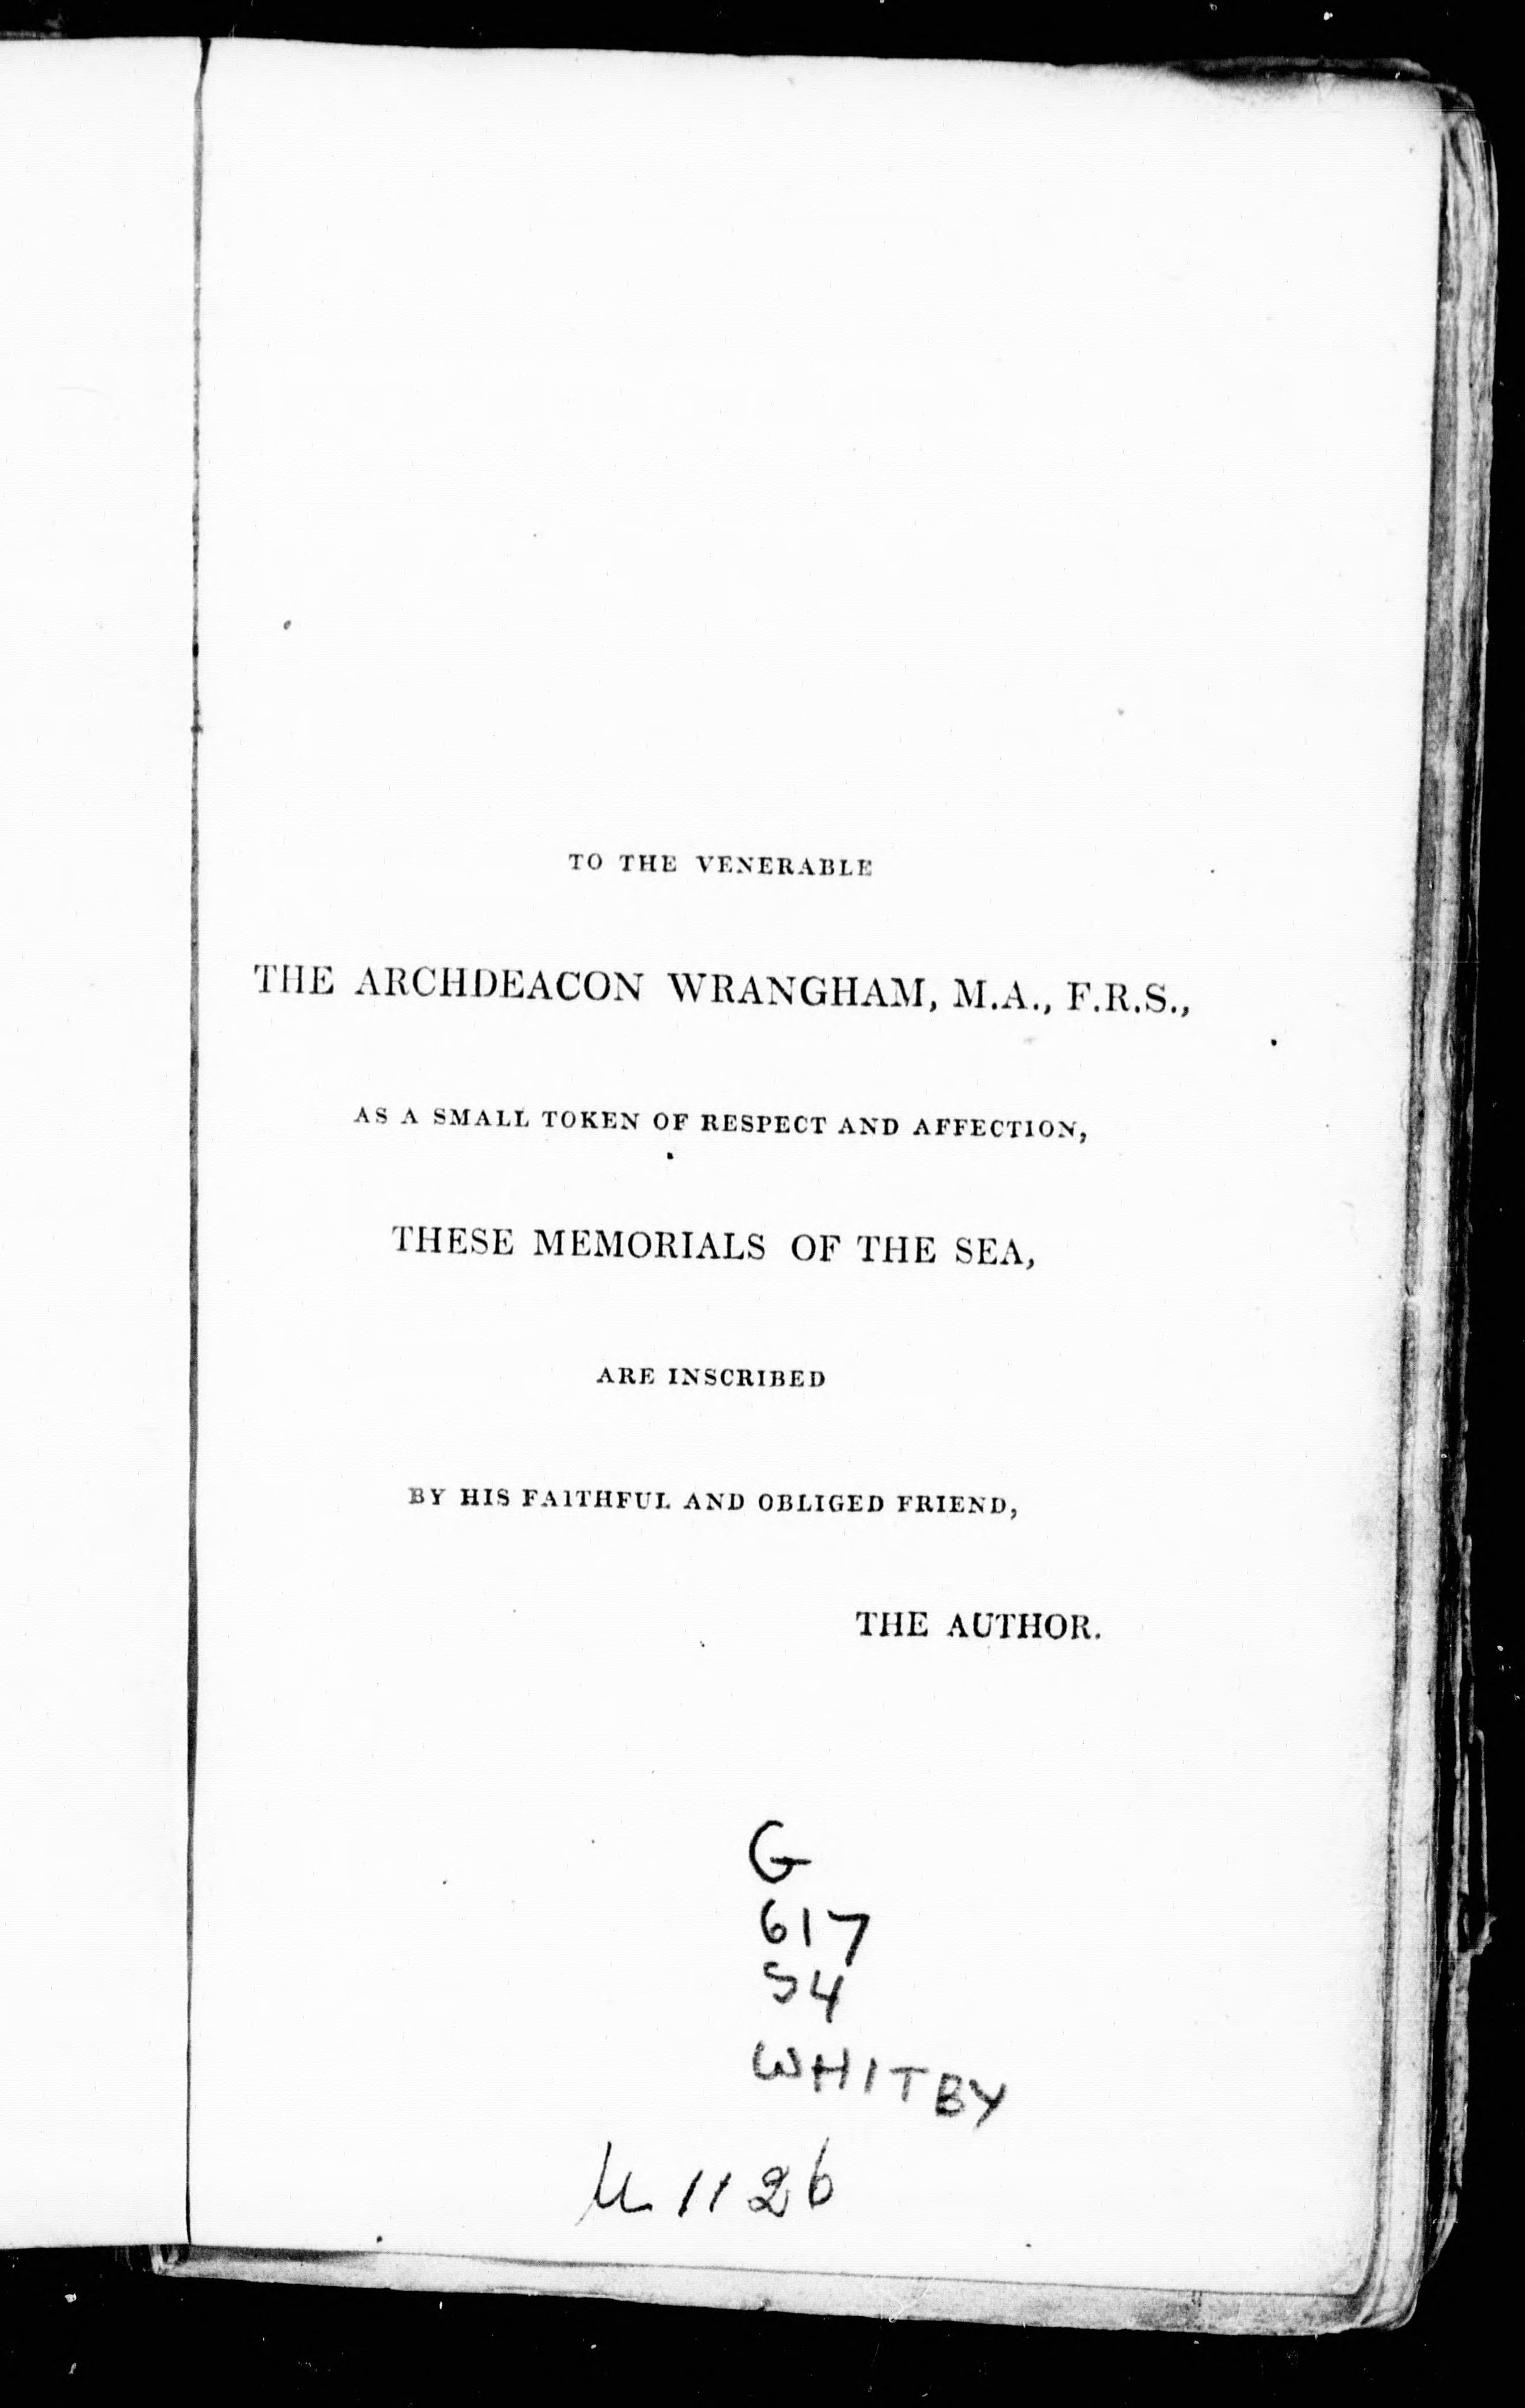 TO THE VENERABLE
THE ARCHDEACON WRANGHAM, M.A., F.R.S.,
AS A SMALL TOKEN OF RESPECT AND AFFECTION,
THESE MEMORIALS OF THE SEA,
ARE INSCRIBED
BY HIS FAITHFUL AND OBLIGED FRIEND,
THE AUTHOR.
G
617
S4
WHITBY
1126